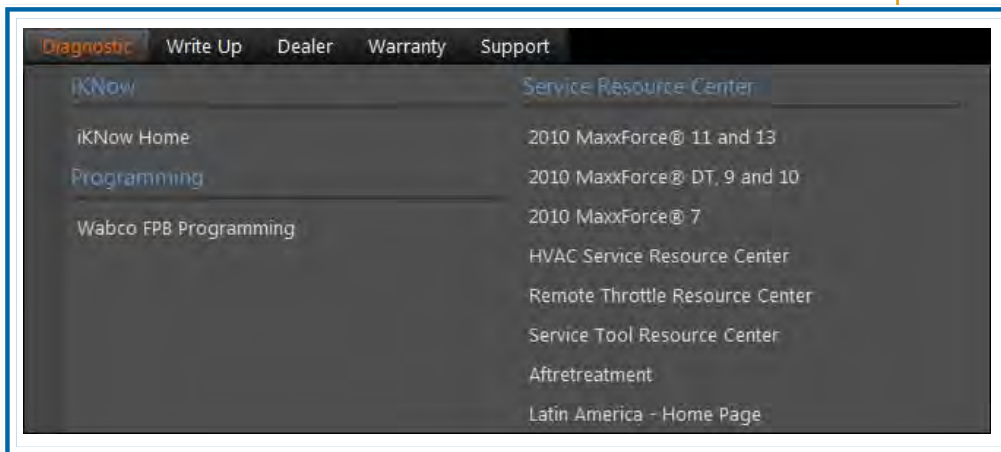 Diagnostic Write Up Dealer Warranty Support
iKNow
iKNow Home
Programming
Wabco FPB Programming
Service Resource Center
2010 MaxxForce® 11 and 13
2010 MaxxForce® DT, 9 and 10
2010 MaxxForce® 7
HVAC Service Resource Center
Remote Throttle Resource Center
Service Tool Resource Center
Aftretreatment
Latin America - Home Page